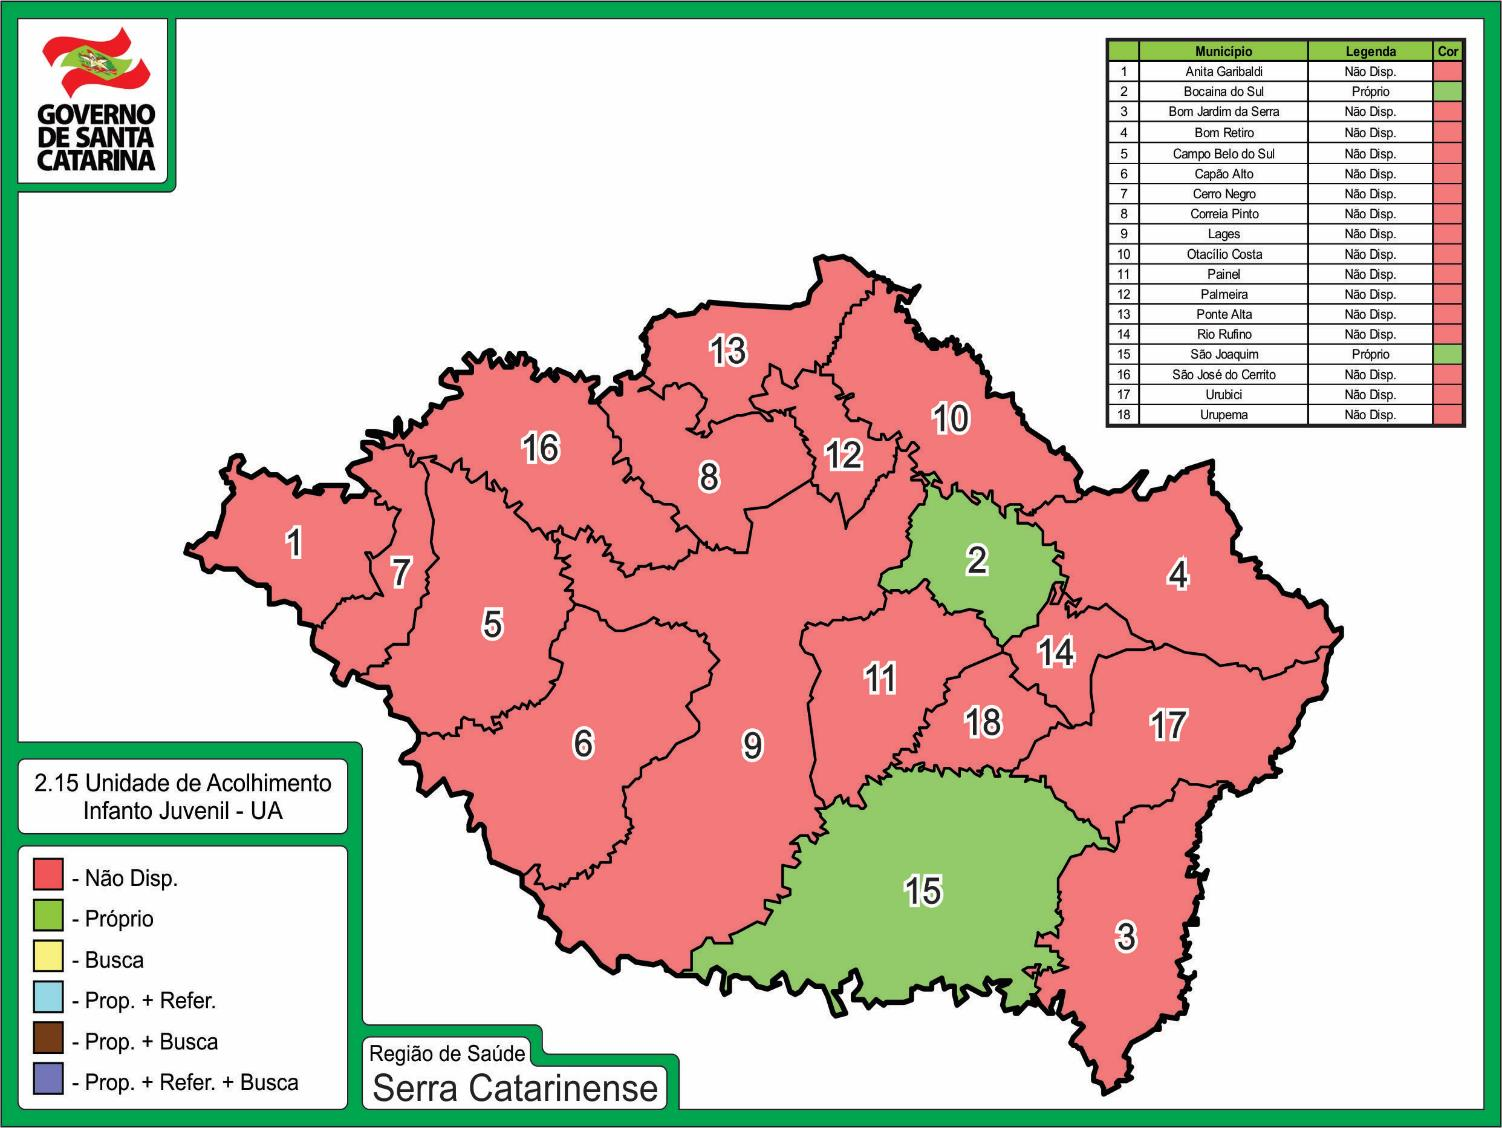 GOVERNO
DE SANTA
CATARINA
Município Legenda Cor
1 Anita Garibaldi Não Disp.
2 Bocaina do Sul Próprio
3 Bom Jardim da Serra Não Disp.
4 Bom Retiro Não Disp.
5 Campo Belo do Sul Não Disp.
6 Capão Alto Não Disp.
7 Cerro Negro Não Disp.
8 Correia Pinto Não Disp.
9 Lages Não Disp.
10 Otacílio Costa Não Disp.
11 Painel Não Disp.
12 Palmeira Não Disp.
13 Ponte Alta Não Disp.
14 Rio Rufino Não Disp.
15 São Joaquim Próprio
16 São José do Cerrito Não Disp.
17 Urubici Não Disp.
18 Urupema Não Disp.
13
10
16
12
8
1
2
7
4
5
14
11
18
17
6
9
15
3
2.15 Unidade de Acolhimento
Infanto Juvenil - UA
- Não Disp.
- Próprio
- Busca
- Prop. + Refer.
- Prop. + Busca
- Prop. + Refer. + Busca
Região de Saúde
Serra Catarinense